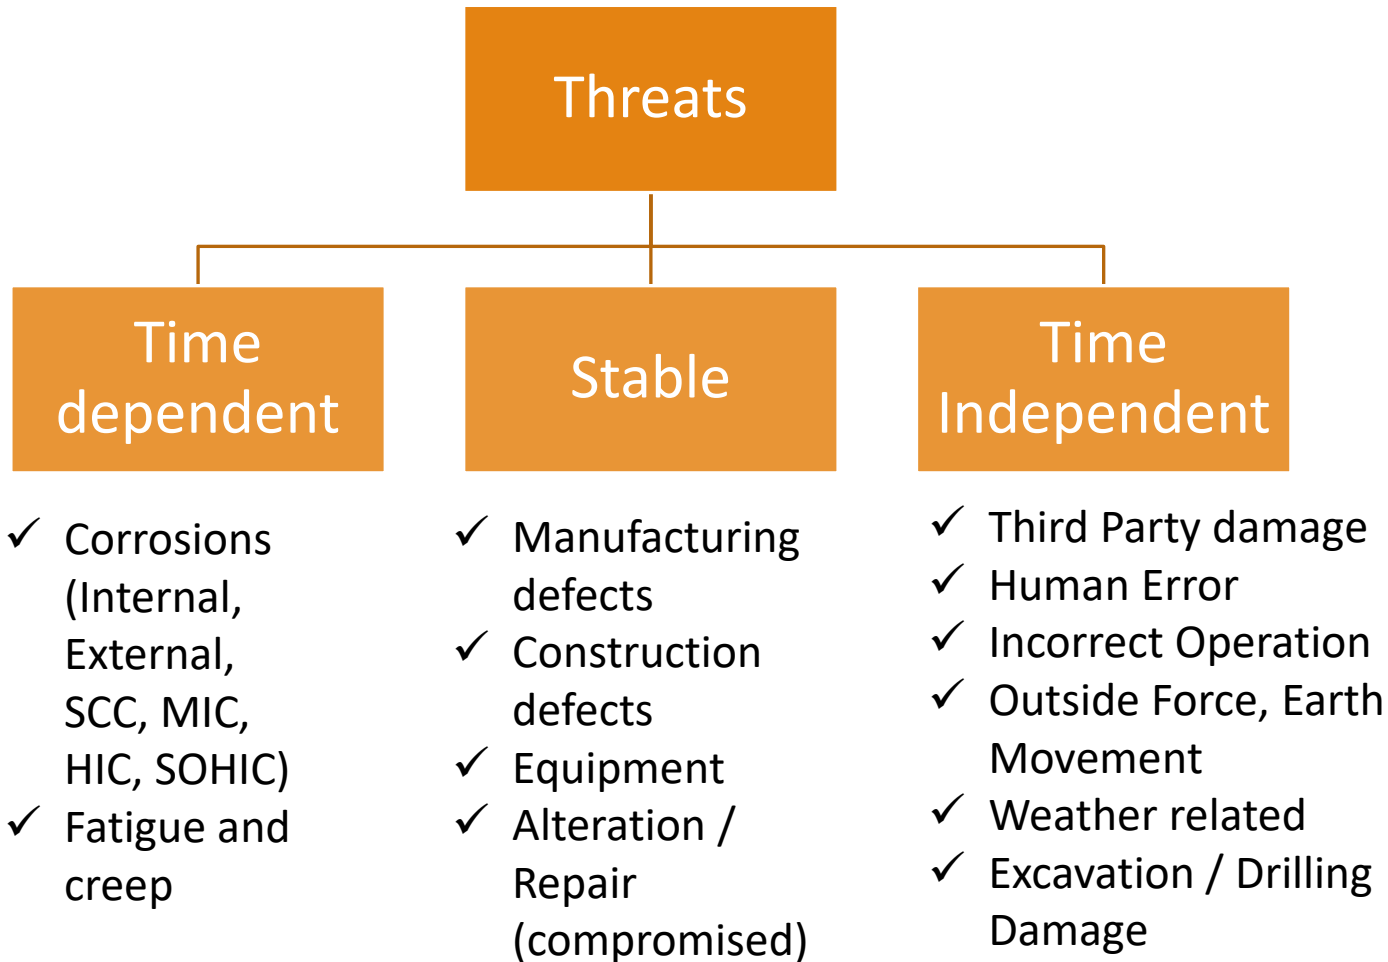 Threats
Time
dependent
Stable
Time
Independent
✓ Corrosions
(Internal,
External,
SCC, MIC,
HIC, SOHIC)
✓ Fatigue and
creep
✓ Manufacturing
defects
✓ Construction
defects
✓ Equipment
✓ Alteration /
Repair
(compromised)
✓ Third Party damage
✓ Human Error
✓ Incorrect Operation
✓ Outside Force, Earth
Movement
✓ Weather related
✓ Excavation / Drilling
Damage